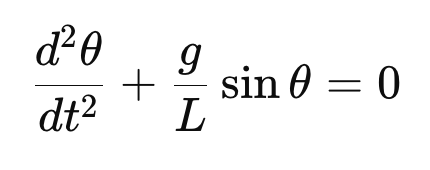 d²θ/dt² + g/L sin θ = 0